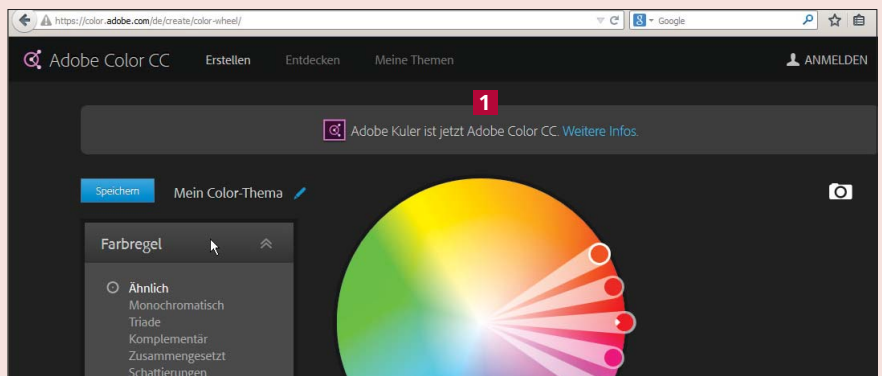 https://color.adobe.com/de/create/color-wheel/ Google
Adobe Color CC Erstellen Entdecken Meine Themen ANMELDEN
1
Adobe Kuler ist jetzt Adobe Color CC. Weitere Infos.
Speichern Mein Color-Thema
Farbregel
Ähnlich
Monochromatisch
Triade
Komplementär
Zusammengesetzt
Schattierungen